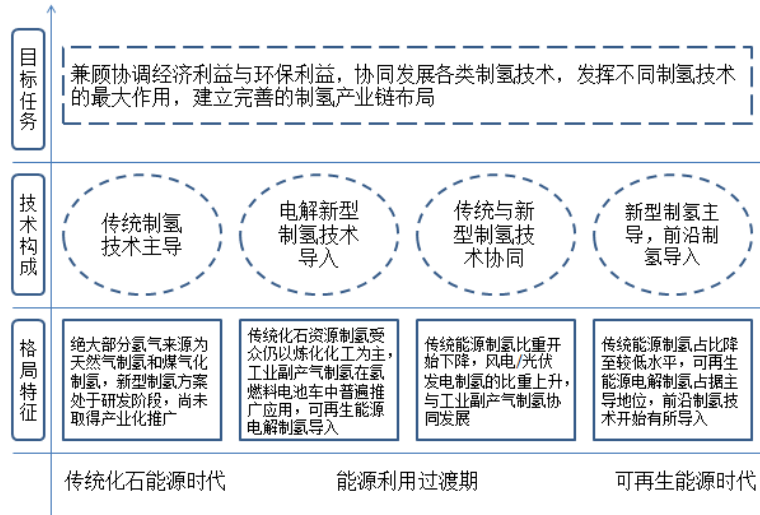 目标任务
兼顾协调经济利益与环保利益，协同发展各类制氢技术，发挥不同制氢技术
的最大作用，建立完善的制氢产业链布局
技术构成
传统制氢
技术主导
电解新型
制氢技术
导入
传统与新
型制氢技
术协同
新型制氢主
导，前沿制
氢导入
格局特征
绝大部分氢气来源为
天然气制氢和煤气化
制氢，新型制氢方案
处于研发阶段，尚未
取得产业化推广
传统化石资源制氢受
众仍以炼化化工为主，
工业副产气制氢在氢
燃料电池车中普遍推
广应用，可再生能源
电解制氢导入
传统能源制氢比重开
始下降，风电/光伏
发电制氢的比重上升，
与工业副产气制氢协
同发展
传统能源制氢占比降
至较低水平，可再生
能源电解制氢占据主
导地位，前沿制氢技
术开始有所导入
传统化石能源时代
能源利用过渡期
可再生能源时代